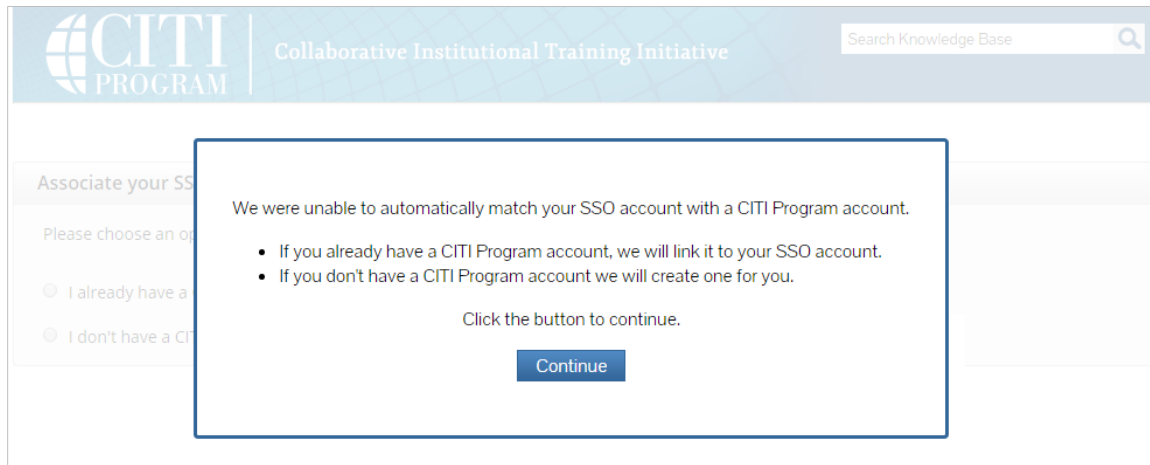 CITI
PROGRAM
Collaborative Institutional Training Initiative
Search Knowledge Base
Associate your SS
We were unable to automatically match your SSO account with a CITI Program account.
Please choose an op
• If you already have a CITI Program account, we will link it to your SSO account.
• If you don't have a CITI Program account we will create one for you.
I already have a
Click the button to continue.
I don't have a CIT
Continue